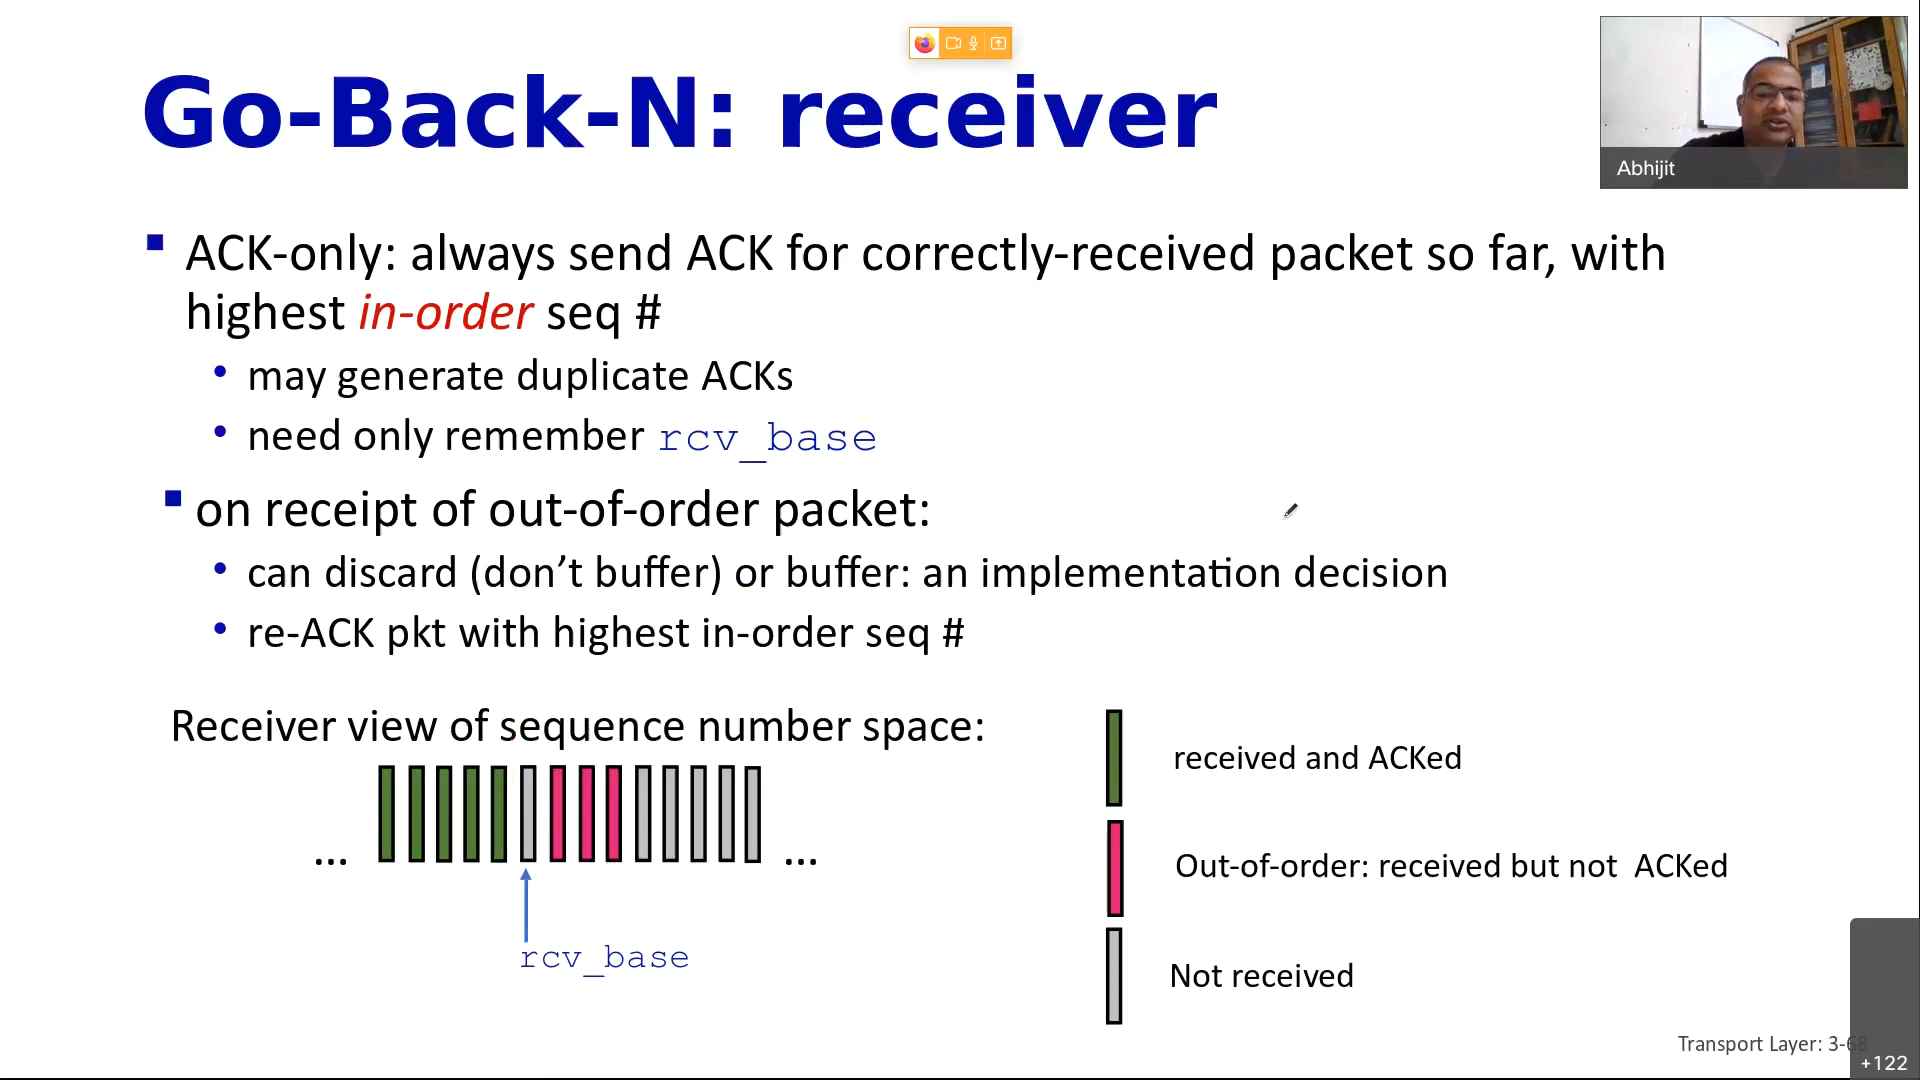 Go-Back-N: receiver
Abhijit
ACK-only: always send ACK for correctly-received packet so far, with
highest in-order seq #
may generate duplicate ACKs
need only remember rcv_base
on receipt of out-of-order packet:
can discard (don’t buffer) or buffer: an implementation decision
re-ACK pkt with highest in-order seq #
Receiver view of sequence number space:
... ...
rcv_base
received and ACKed
Out-of-order: received but not ACKed
Not received
Transport Layer: 3-68
+122